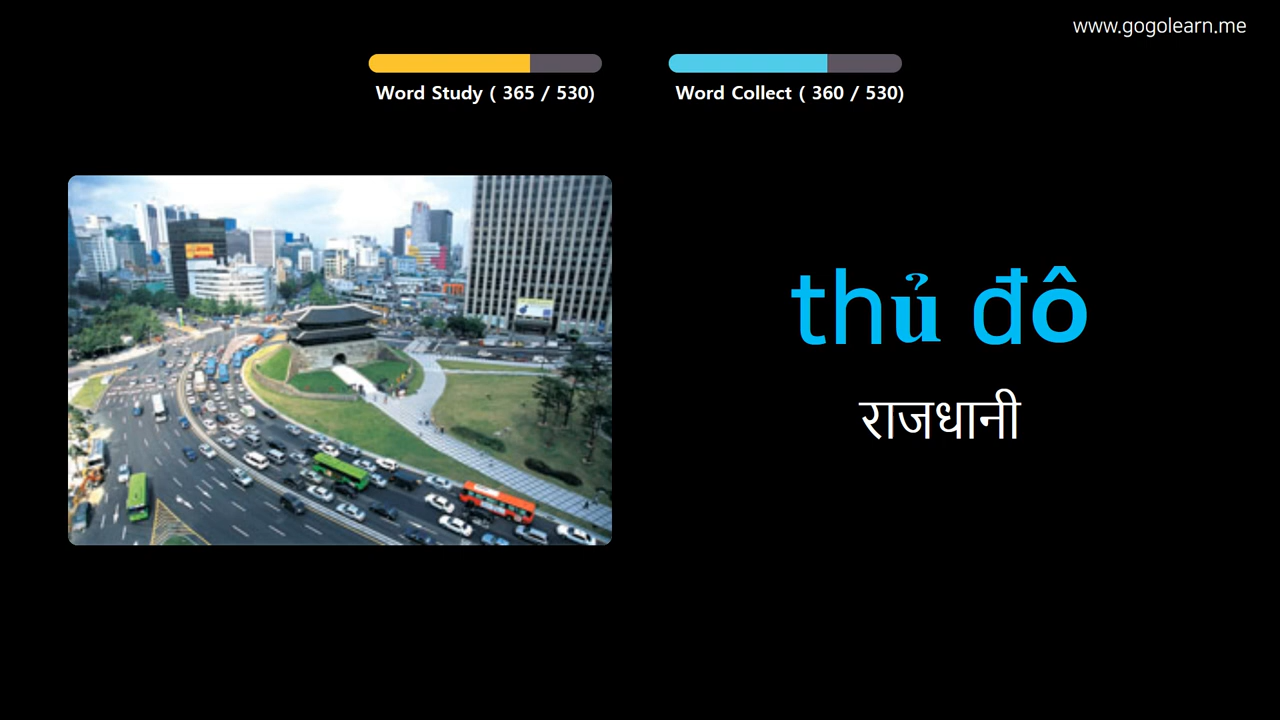 www.gogolearn.me
Word Study ( 365 / 530)
Word Collect ( 360 / 530)
thủ đô
राजधानी